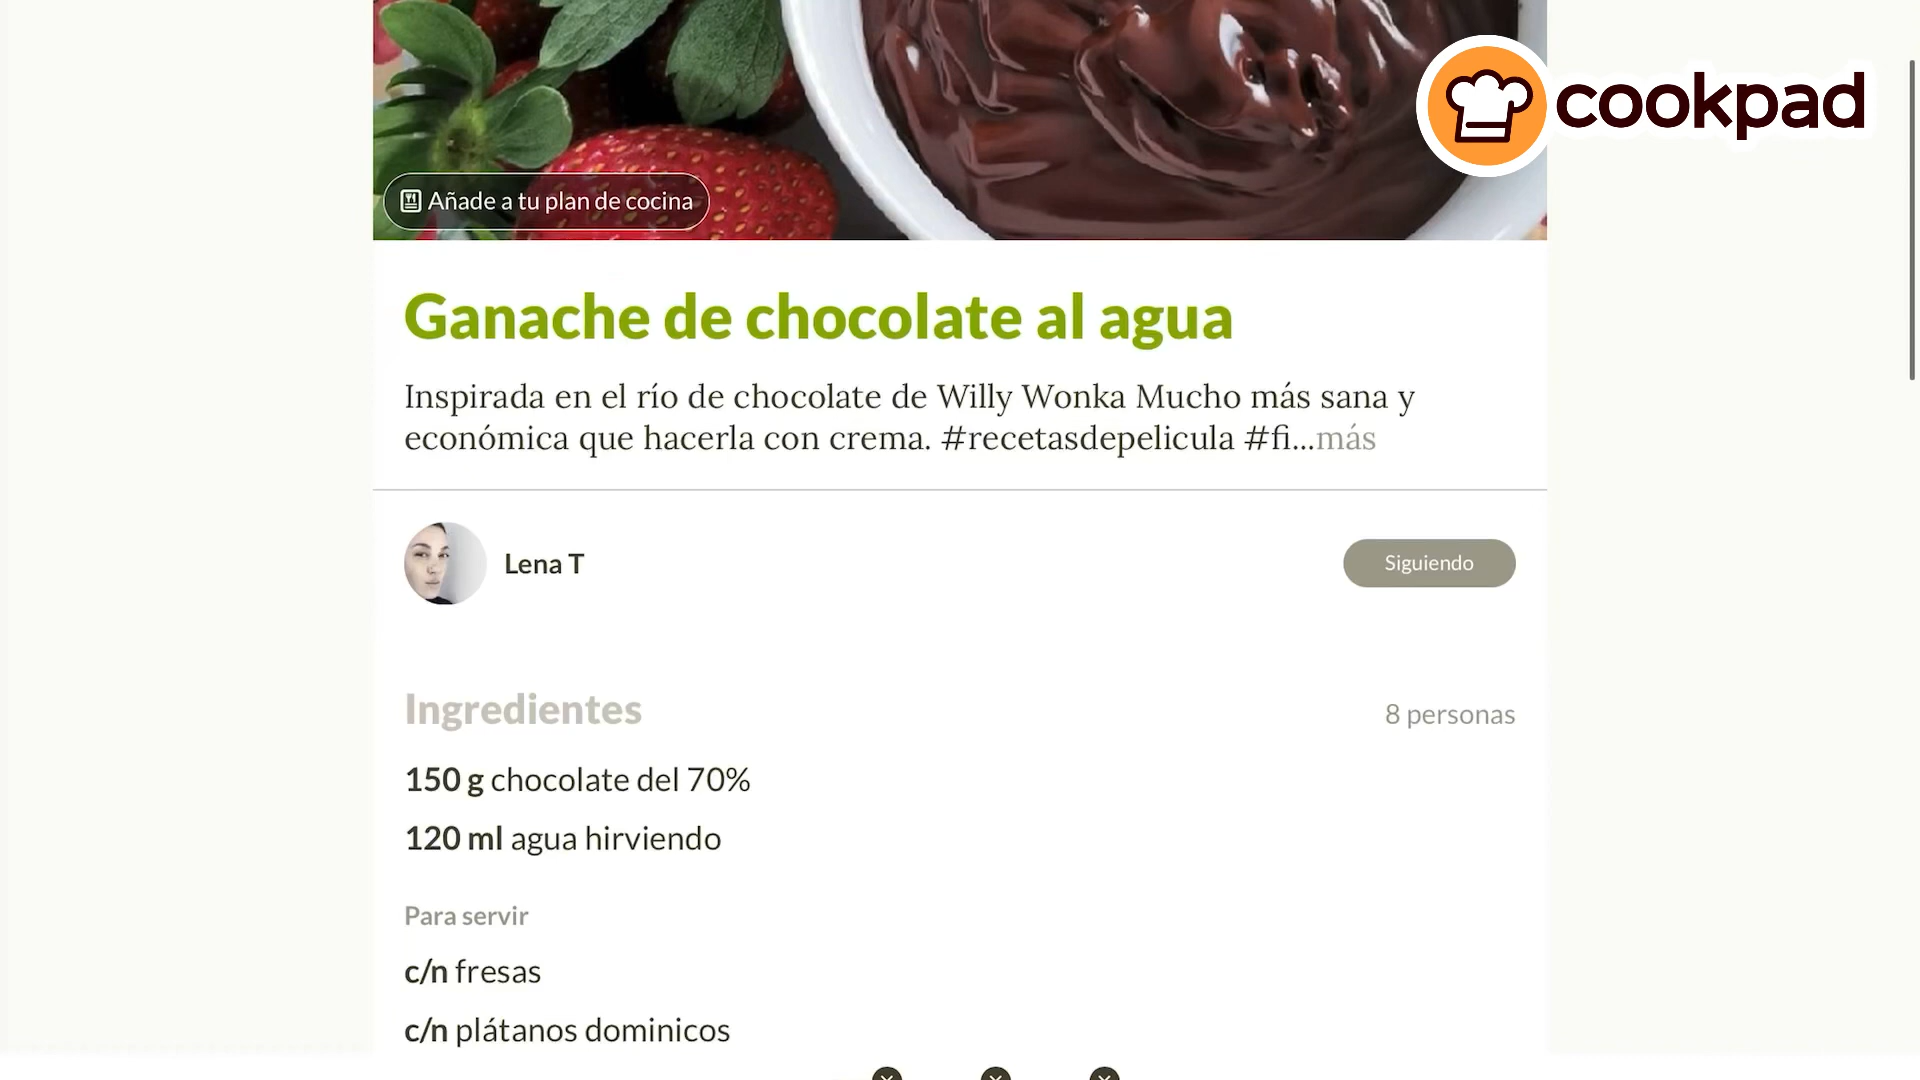 cookpad
Añade a tu plan de cocina
Ganache de chocolate al agua
Inspirada en el río de chocolate de Willy Wonka Mucho más sana y
económica que hacerla con crema. #recetasdepelicula #fi...más
Lena T
Siguiendo
Ingredientes
8 personas
150 g chocolate del 70%
120 ml agua hirviendo
Para servir
c/n fresas
c/n plátanos dominicos